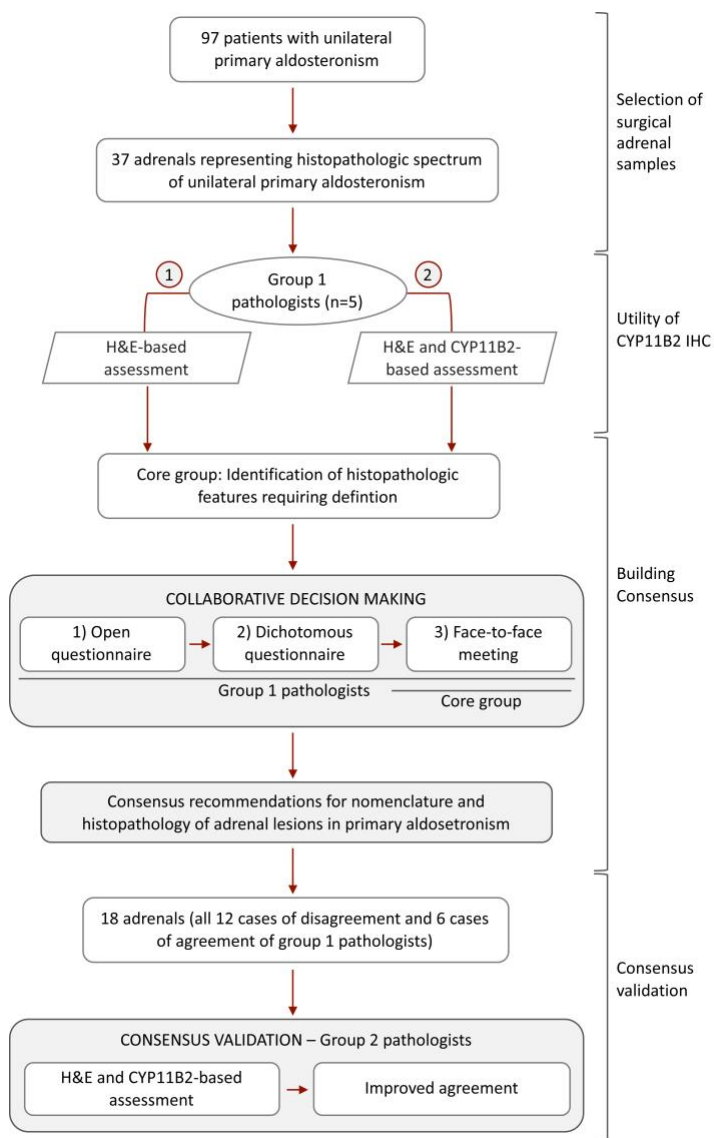 97 patients with unilateral
primary aldosteronism
Selection of
surgical
adrenal
samples
37 adrenals representing histopathologic spectrum
of unilateral primary aldosteronism
1
2
Group 1
pathologists (n=5)
Utility of
CYP11B2 IHC
H&E-based
assessment
H&E and CYP11B2-
based assessment
Core group: Identification of histopathologic
features requiring defintion
Building
Consensus
COLLABORATIVE DECISION MAKING
1) Open
questionnaire
2) Dichotomous
questionnaire
3) Face-to-face
meeting
Group 1 pathologists
Core group
Consensus recommendations for nomenclature and
histopathology of adrenal lesions in primary aldosetronism
18 adrenals (all 12 cases of disagreement and 6 cases
of agreement of group 1 pathologists)
Consensus
validation
CONSENSUS VALIDATION – Group 2 pathologists
H&E and CYP11B2-based
assessment
Improved agreement